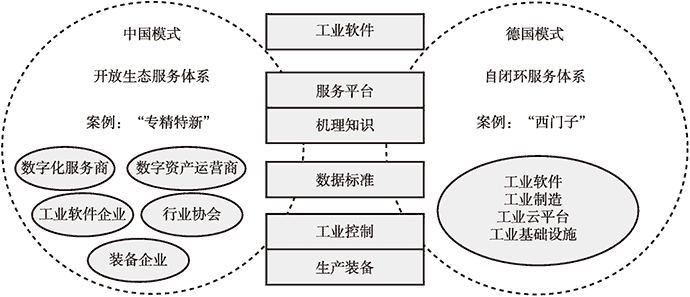 中国模式
开放生态服务体系
案例：“专精特新”
数字化服务商
数字资产运营商
工业软件企业
行业协会
装备企业
工业软件
服务平台
机理知识
数据标准
工业控制
生产装备
德国模式
自闭环服务体系
案例：“西门子”
工业软件
工业制造
工业云平台
工业基础设施